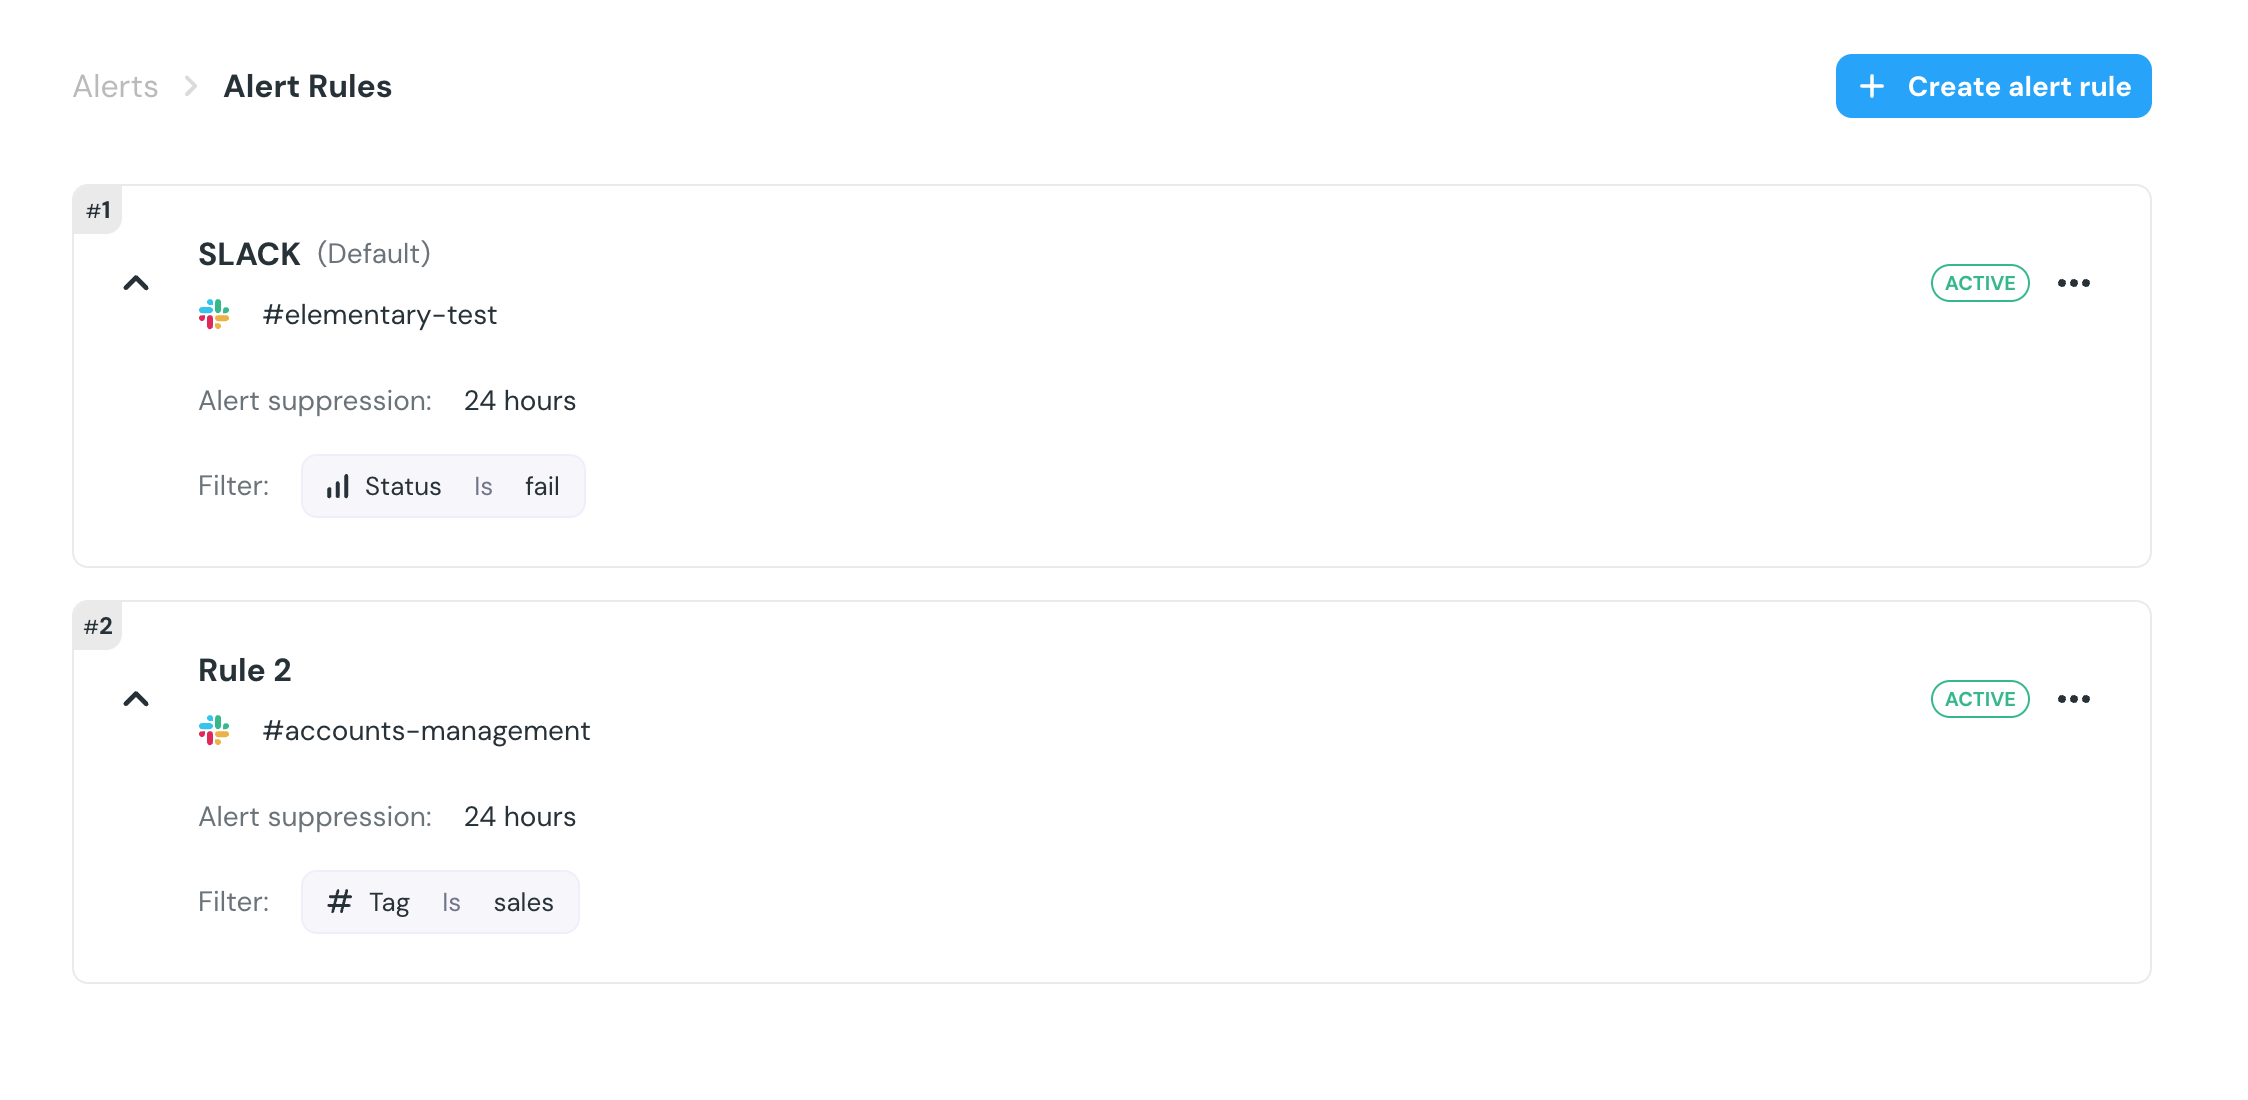 Alerts > Alert Rules
+ Create alert rule
#1
SLACK (Default)
#elementary-test
ACTIVE
Alert suppression: 24 hours
Filter: Status Is fail
#2
Rule 2
#accounts-management
ACTIVE
Alert suppression: 24 hours
Filter: # Tag Is sales